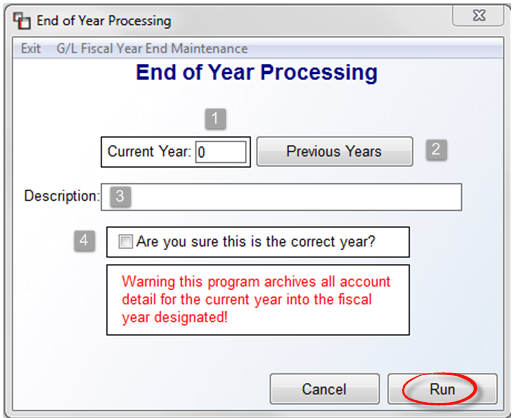 End of Year Processing
Exit G/L Fiscal Year End Maintenance
End of Year Processing
1
Current Year: 0 Previous Years 2
Description: 3
4 Are you sure this is the correct year?
Warning this program archives all account
detail for the current year into the fiscal
year designated!
Cancel Run